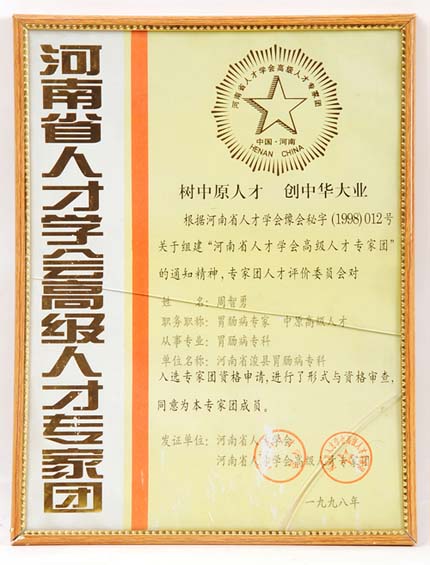 河南省人才学会高级人才专家团
河南省人才学会高级人才专家团
中国·河南
HENAN CHINA
树中原人才 创中华大业
根据河南省人才学会豫会秘字(1998)012号
关于组建“河南省人才学会高级人才专家团”
的通知精神,专家团人才评价委员会对
姓 名:周智勇
职务职称:胃肠病专家 中原高级人才
从事专业:胃肠病专科
单位名称:河南省浚县胃肠病专科
入选专家团资格申请,进行了形式与资格审查,
同意为本专家团成员。
发证单位:河南省人才学会
河南省人才学会高级人才专家团
一九九八年